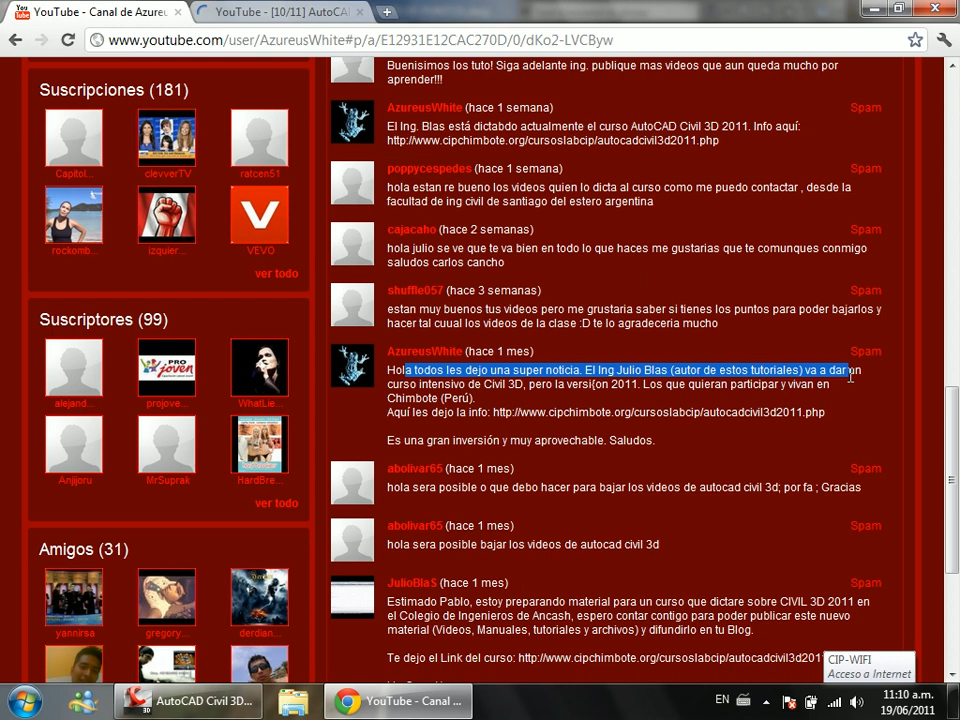 YouTube - Canal de Azureu
YouTube - [10/11] AutoCAD
www.youtube.com/user/AzureusWhite#p/a/E12931E12CAC270D/0/dKo2-LVCByw
Suscripciones (181)
Capitol...
clevverTV
ratcen51
rockomb...
izquier...
VEVO
ver todo
Suscriptores (99)
alejand...
PRO joven
projove...
WhatLie...
Anjijoru
MrSuprak
HardBre...
ver todo
Amigos (31)
yannirsa
gregory...
derdian...
Buenisimos los tuto! Siga adelante ing. publique mas videos que aun queda mucho por
aprender!!!
AzureusWhite (hace 1 semana) Spam
El Ing. Blas está dictabdo actualmente el curso AutoCAD Civil 3D 2011. Info aquí:
http://www.cipchimbote.org/cursoslabcip/autocadcivil3d2011.php
poppycespedes (hace 1 semana) Spam
hola estan re bueno los videos quien lo dicta al curso como me puedo contactar , desde la
facultad de ing civil de santiago del estero argentina
cajacaho (hace 2 semanas) Spam
hola julio se ve que te va bien en todo lo que haces me gustarias que te comunques conmigo
saludos carlos cancho
shuffle057 (hace 3 semanas) Spam
estan muy buenos tus videos pero me grustaria saber si tienes los puntos para poder bajarlos y
hacer tal cuual los videos de la clase :D te lo agradeceria mucho
AzureusWhite (hace 1 mes) Spam
Hola todos les dejo una super noticia. El Ing Julio Blas (autor de estos tutoriales) va a dar on
curso intensivo de Civil 3D, pero la versi{on 2011. Los que quieran participar y vivan en
Chimbote (Perú).
Aquí les dejo la info: http://www.cipchimbote.org/cursoslabcip/autocadcivil3d2011.php
Es una gran inversión y muy aprovechable. Saludos.
abolivar65 (hace 1 mes) Spam
hola sera posible o que debo hacer para bajar los videos de autocad civil 3d; por fa ; Gracias
abolivar65 (hace 1 mes) Spam
hola sera posible bajar los videos de autocad civil 3d
JulioBlaS (hace 1 mes) Spam
Estimado Pablo, estoy preparando material para un curso que dictare sobre CIVIL 3D 2011 en
el Colegio de Ingenieros de Ancash, espero contar contigo para poder publicar este nuevo
material (Videos, Manuales, tutoriales y archivos) y difundirlo en tu Blog.
Te dejo el Link del curso: http://www.cipchimbote.org/cursoslabcip/autocadcivil3d201
CIP-WIFI
Acceso a Internet
AutoCAD Civil 3D...
YouTube - Canal ...
EN
11:10 a.m.
19/06/2011